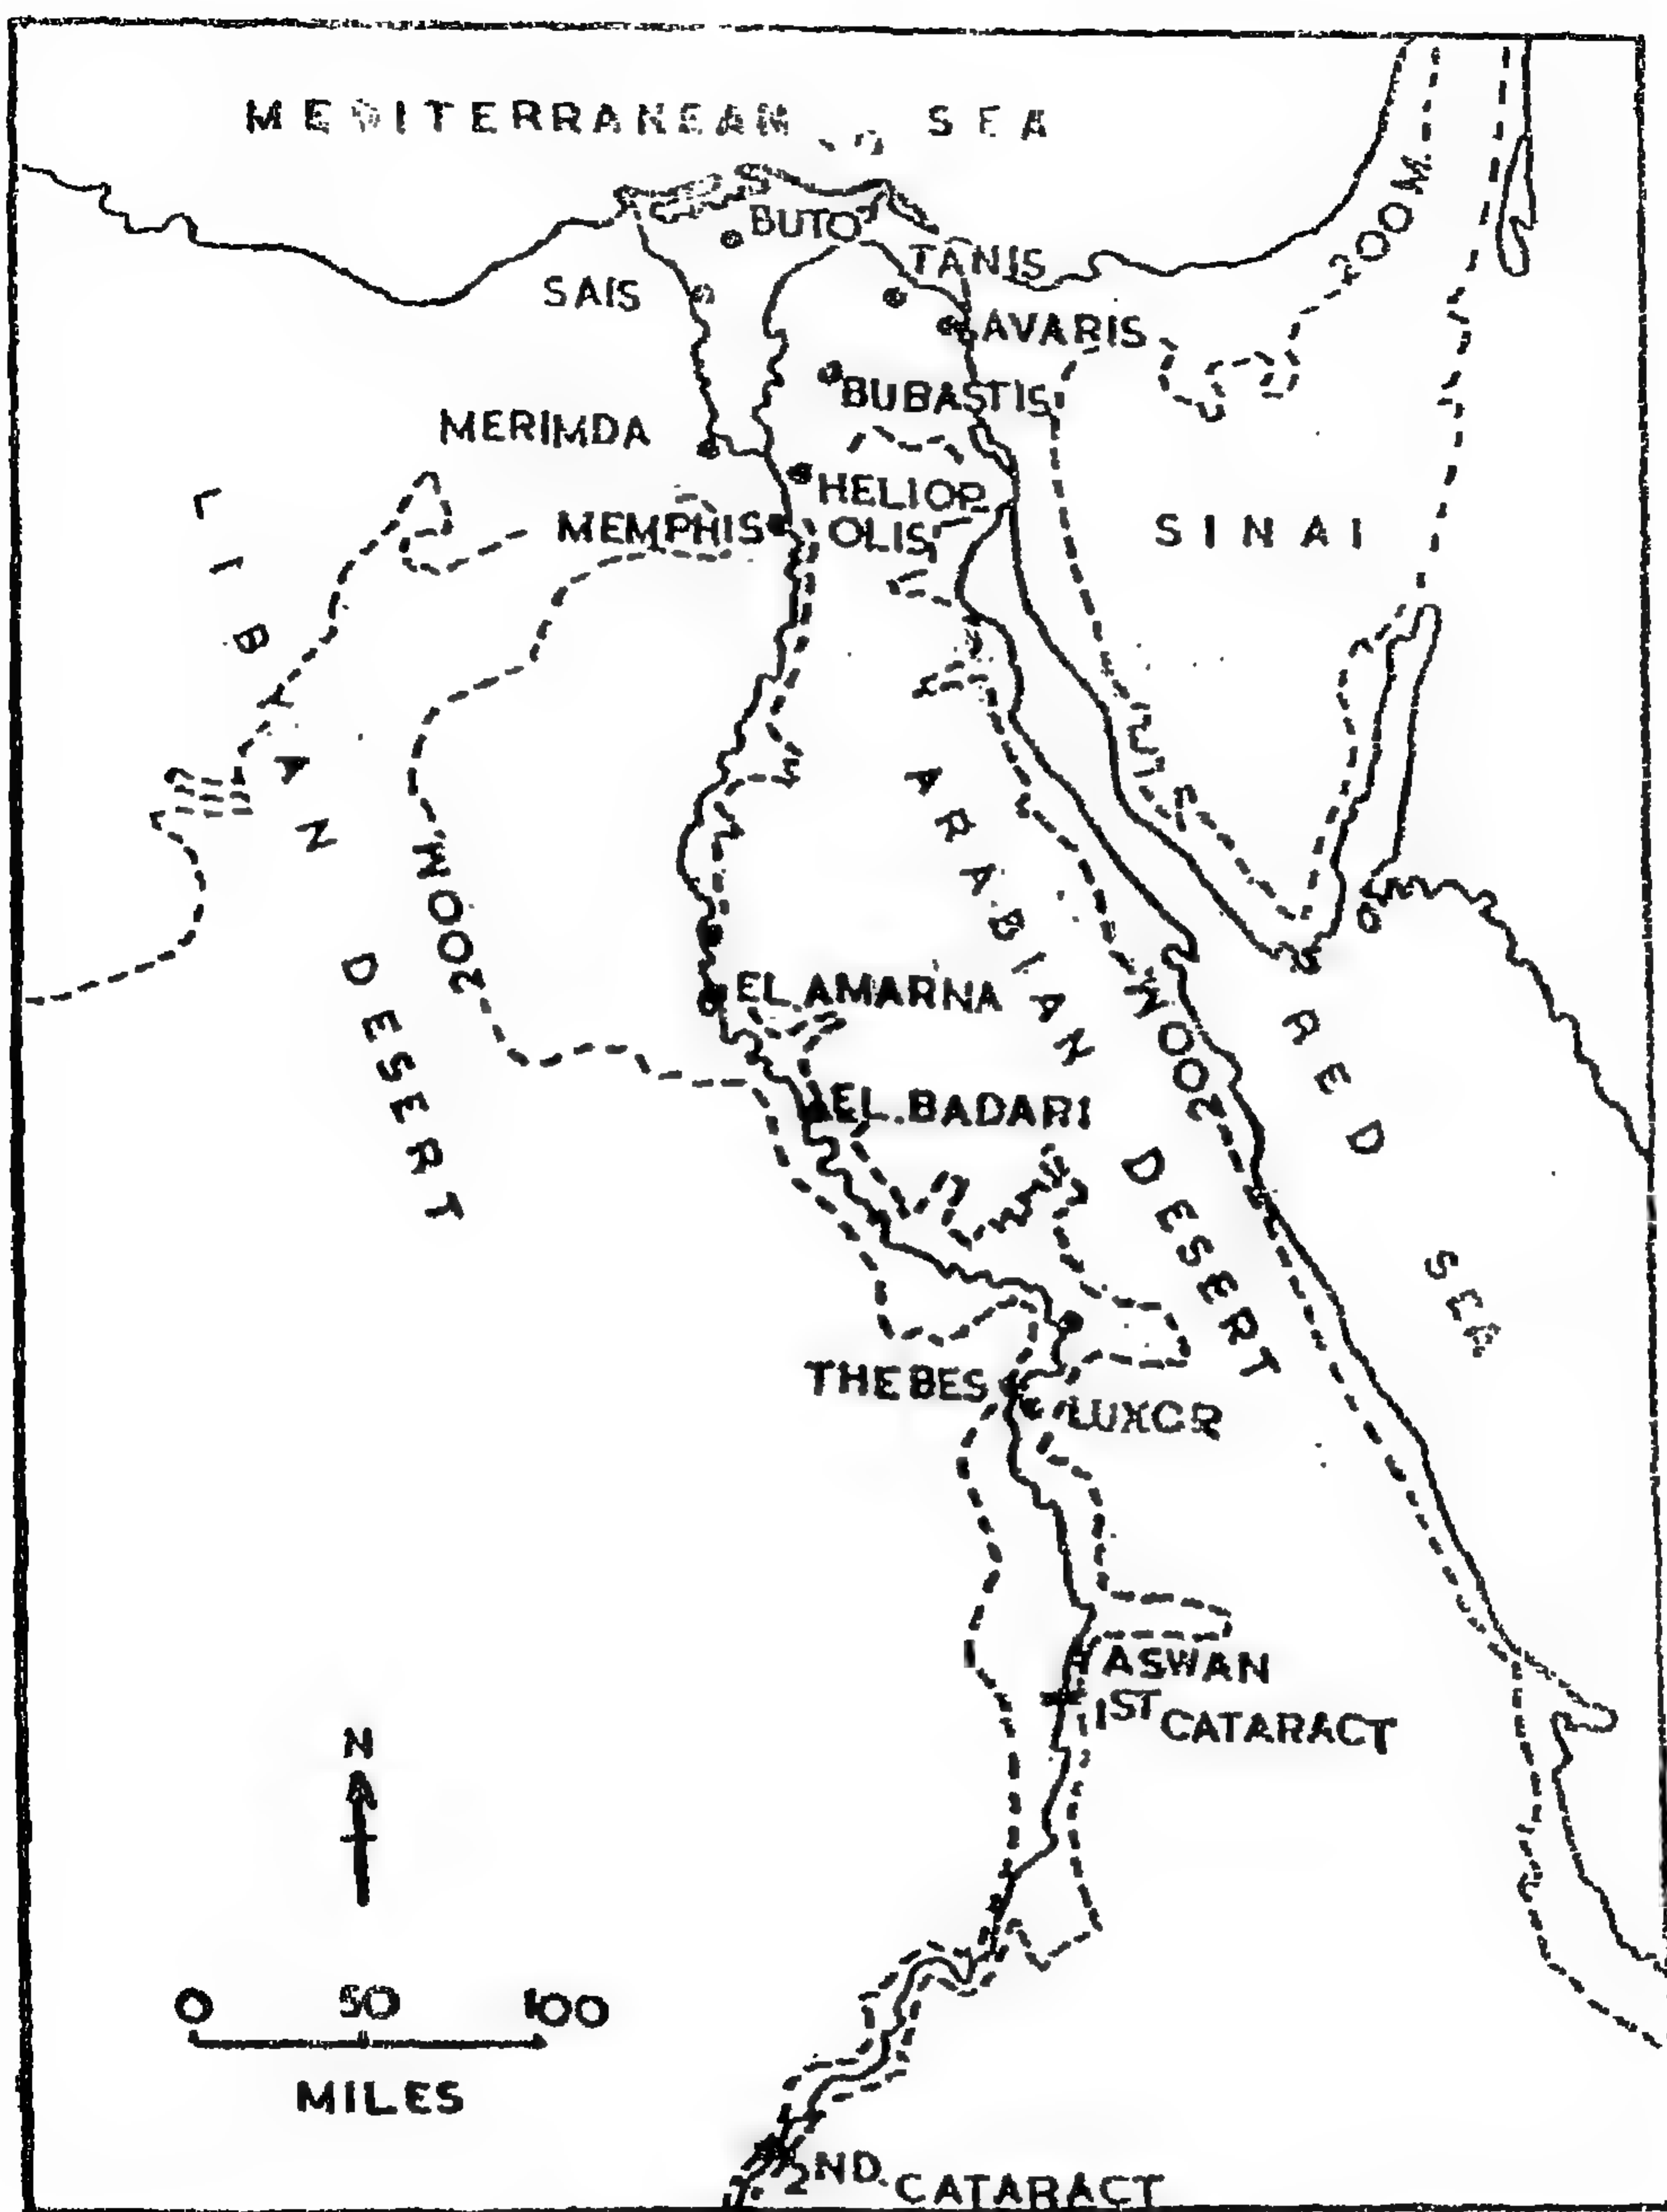 MEDITERRANEAN SEA
BUTO
TANIS
SAIS
AVARIS
BUBASTIS
MERIMDA
HELIOP
OLIS
MEMPHIS
SINAI
200M
LIBYAN DESERT
200M
ARABIAN DESERT
200M
RED SEA
EL.AMARNA
EL.BADARI
THEBES
LUXOR
ASWAN
1ST CATARACT
N
0 50 100
MILES
2ND. CATARACT